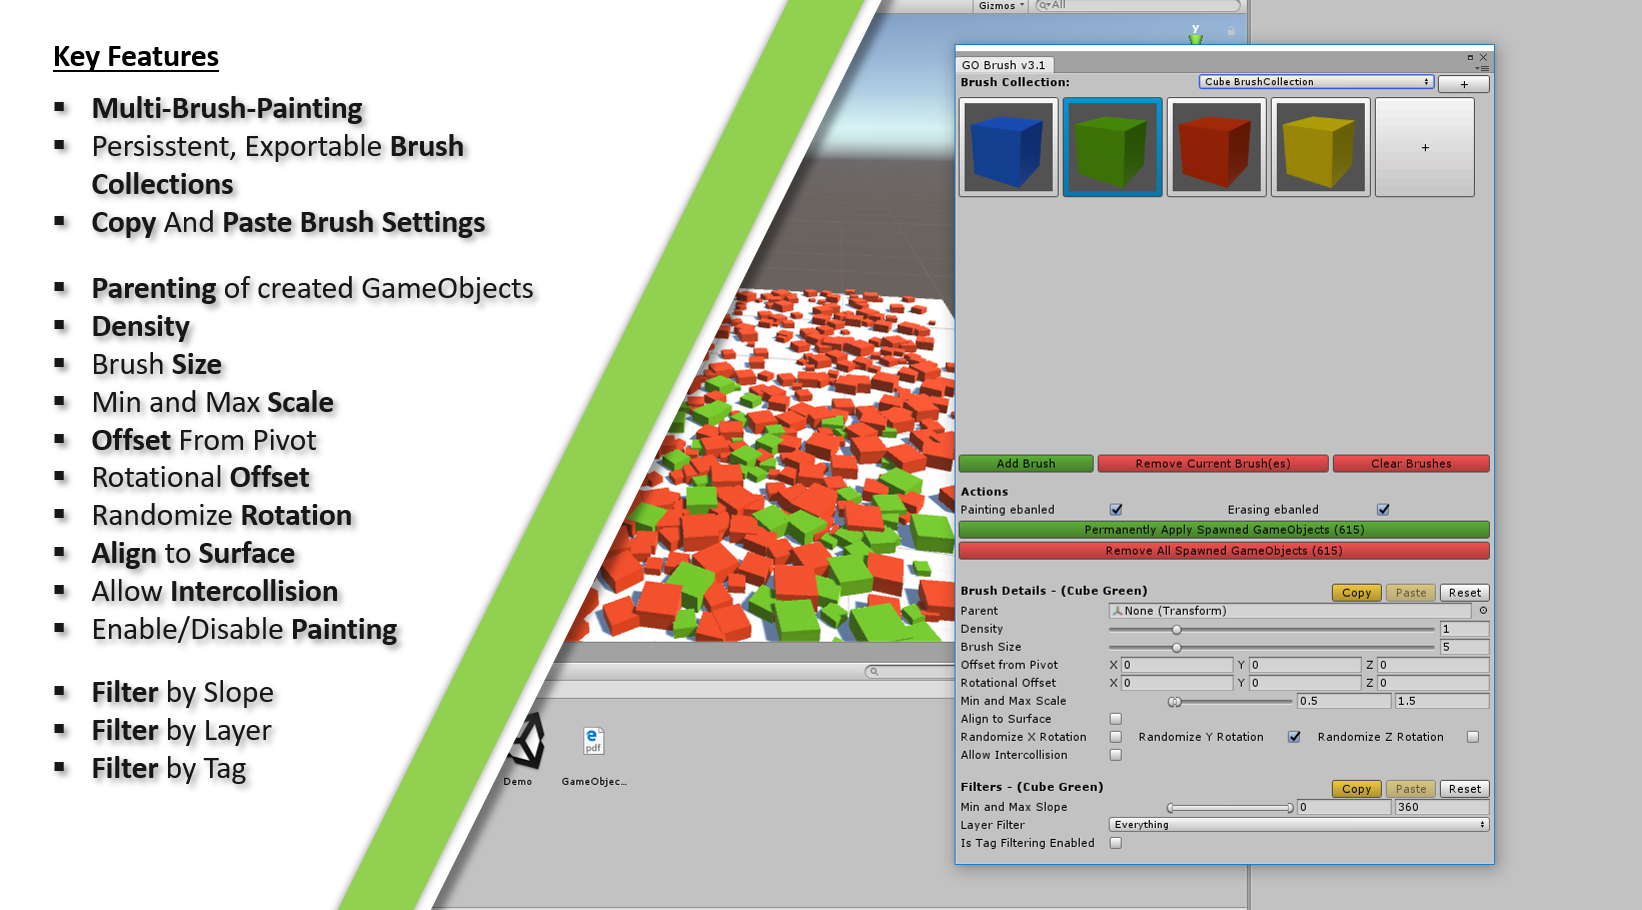 Key Features
Multi-Brush-Painting
Persisstent, Exportable Brush
Collections
Copy And Paste Brush Settings
Parenting of created GameObjects
Density
Brush Size
Min and Max Scale
Offset From Pivot
Rotational Offset
Randomize Rotation
Align to Surface
Allow Intercollision
Enable/Disable Painting
Filter by Slope
Filter by Layer
Filter by Tag
Gizmos
All
y
Demo
GameObjec...
pdf
GO Brush v3.1
Brush Collection: Cube BrushCollection +
+
Add Brush Remove Current Brush(es) Clear Brushes
Actions
Painting ebanled Erasing ebanled
Permanently Apply Spawned GameObjects (615)
Remove All Spawned GameObjects (615)
Brush Details - (Cube Green) Copy Paste Reset
Parent None (Transform)
Density 1
Brush Size 5
Offset from Pivot X 0 Y 0 Z 0
Rotational Offset X 0 Y 0 Z 0
Min and Max Scale 0.5 1.5
Align to Surface
Randomize X Rotation Randomize Y Rotation Randomize Z Rotation
Allow Intercollision
Filters - (Cube Green) Copy Paste Reset
Min and Max Slope 0 360
Layer Filter Everything
Is Tag Filtering Enabled